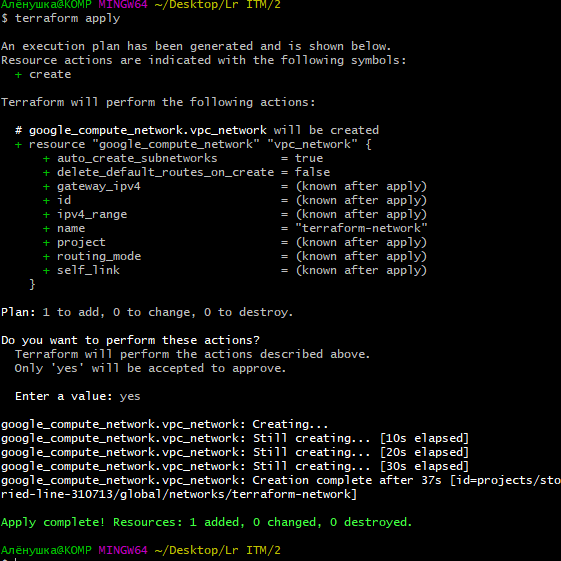 Алёнушка@KOMP MINGW64 ~/Desktop/Lr ITM/2
$ terraform apply
An execution plan has been generated and is shown below.
Resource actions are indicated with the following symbols:
  + create
Terraform will perform the following actions:
  # google_compute_network.vpc_network will be created
  + resource "google_compute_network" "vpc_network" {
      + auto_create_subnetworks         = true
      + delete_default_routes_on_create = false
      + gateway_ipv4                    = (known after apply)
      + id                              = (known after apply)
      + ipv4_range                      = (known after apply)
      + name                            = "terraform-network"
      + project                         = (known after apply)
      + routing_mode                    = (known after apply)
      + self_link                       = (known after apply)
    }
Plan: 1 to add, 0 to change, 0 to destroy.
Do you want to perform these actions?
  Terraform will perform the actions described above.
  Only 'yes' will be accepted to approve.
  Enter a value: yes
google_compute_network.vpc_network: Creating...
google_compute_network.vpc_network: Still creating... [10s elapsed]
google_compute_network.vpc_network: Still creating... [20s elapsed]
google_compute_network.vpc_network: Still creating... [30s elapsed]
google_compute_network.vpc_network: Creation complete after 37s [id=projects/sto
ried-line-310713/global/networks/terraform-network]
Apply complete! Resources: 1 added, 0 changed, 0 destroyed.
Алёнушка@KOMP MINGW64 ~/Desktop/Lr ITM/2